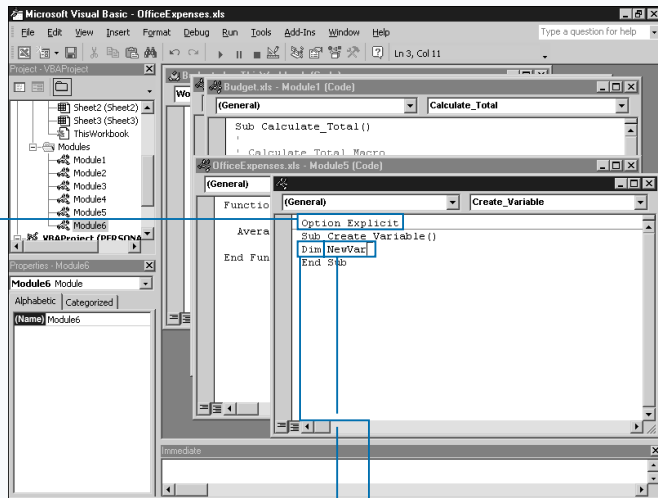 Microsoft Visual Basic - OfficeExpenses.xls
File Edit View Insert Format Debug Run Tools Add-Ins Window Help
Type a question for help
Ln 3, Col 11
Project - VBAProject
Sheet2 (Sheet2)
Sheet3 (Sheet3)
ThisWorkbook
Modules
Module1
Module2
Module3
Module4
Module5
Module6
VBAProject (PERSONA
Properties - Module6
Module6 Module
Alphabetic Categorized
(Name) Module6
Wo
Budget.xls - Module1 (Code)
(General) Calculate_Total
Sub Calculate_Total()
'
' Calculate_Total Macro
OfficeExpenses.xls - Module5 (Code)
(General)
Functio
Avera
End Fun
(General) Create_Variable
Option Explicit
Sub Create_Variable()
Dim NewVar
End Sub
Immediate